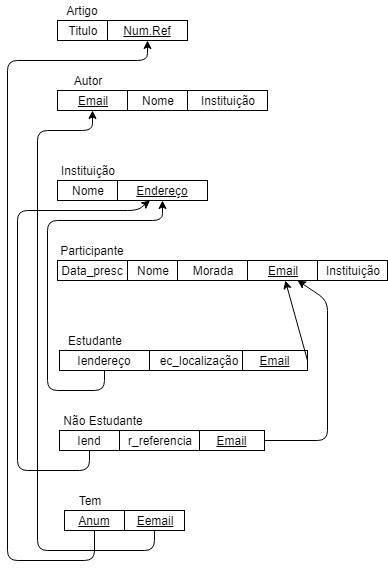 Artigo
Titulo Num.Ref
Autor
Email Nome Instituição
Instituição
Nome Endereço
Participante
Data_presc Nome Morada Email Instituição
Estudante
Iendereço ec_localização Email
Não Estudante
Iend r_referencia Email
Tem
Anum Eemail